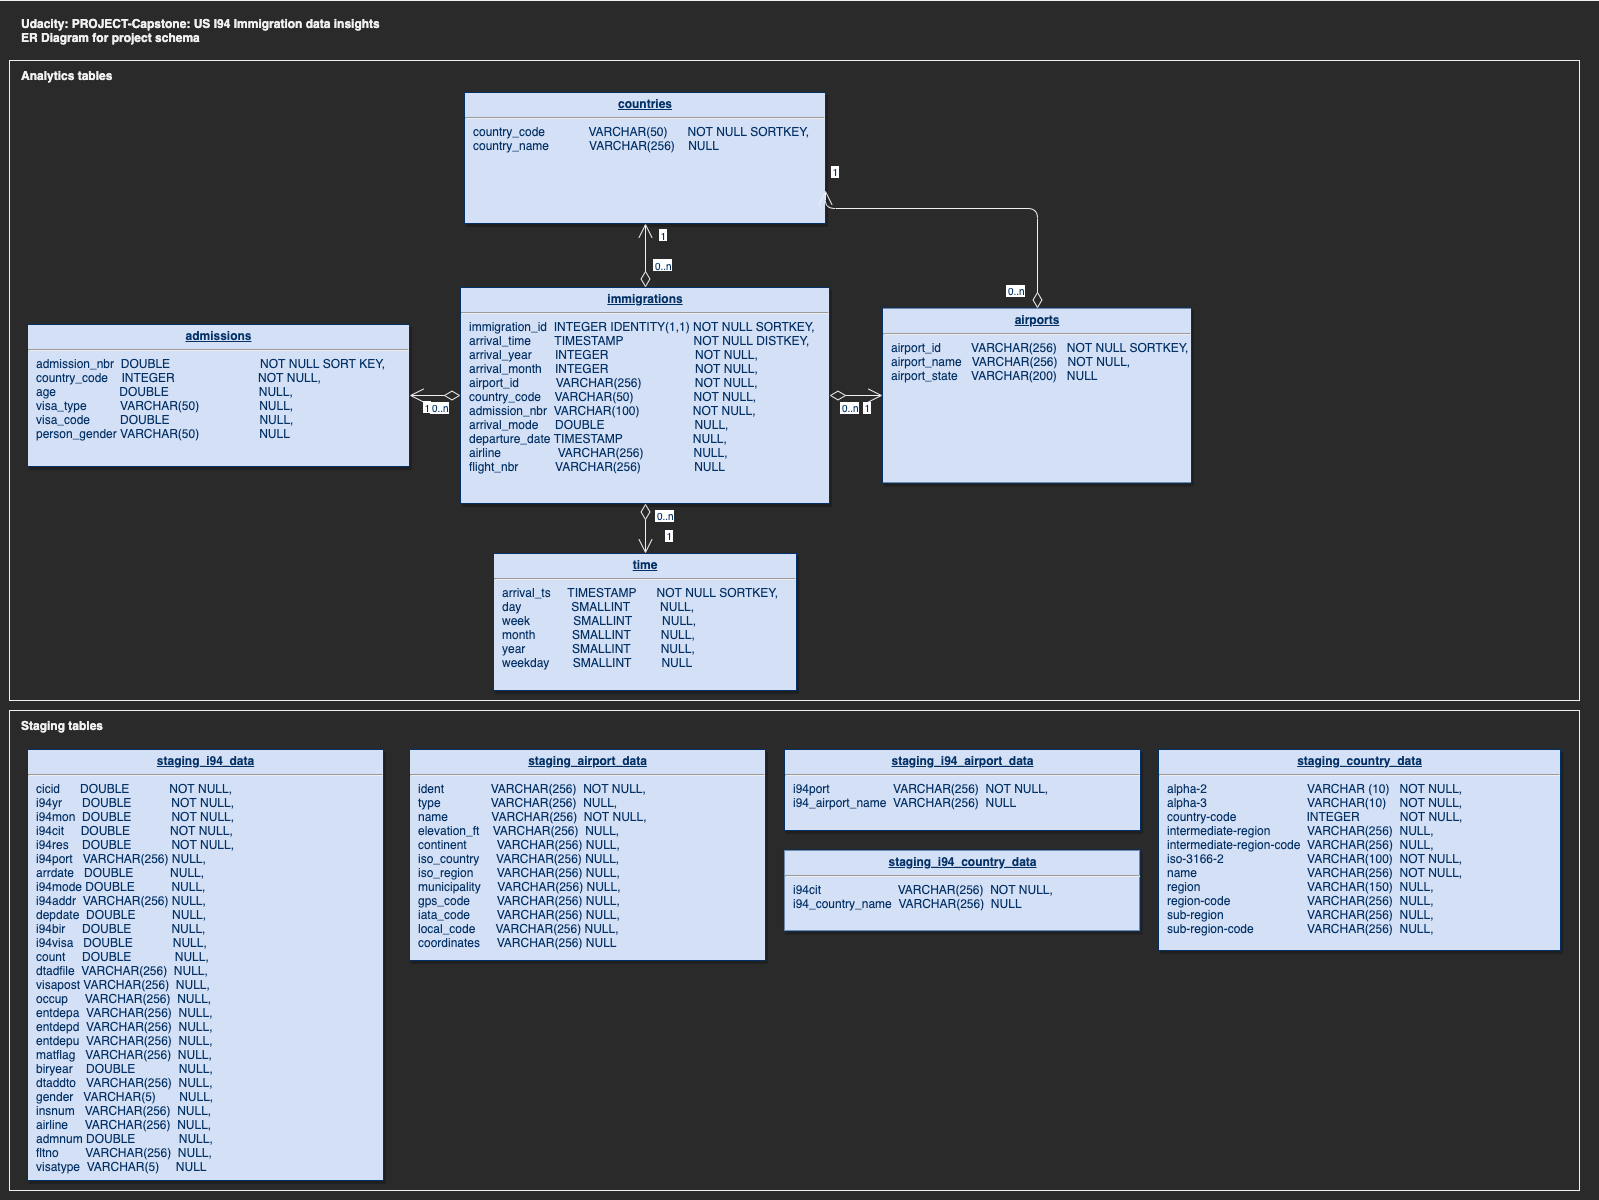 Udacity: PROJECT-Capstone: US I94 Immigration data insights
ER Diagram for project schema
Analytics tables
countries
country_code VARCHAR(50) NOT NULL SORTKEY,
country_name VARCHAR(256) NULL
1
1
0..n
0..n
immigrations
immigration_id INTEGER IDENTITY(1,1) NOT NULL SORTKEY,
arrival_time TIMESTAMP NOT NULL DISTKEY,
arrival_year INTEGER NOT NULL,
arrival_month INTEGER NOT NULL,
airport_id VARCHAR(256) NOT NULL,
country_code VARCHAR(50) NOT NULL,
admission_nbr VARCHAR(100) NOT NULL,
arrival_mode DOUBLE NULL,
departure_date TIMESTAMP NULL,
airline VARCHAR(256) NULL,
flight_nbr VARCHAR(256) NULL
airports
airport_id VARCHAR(256) NOT NULL SORTKEY,
airport_name VARCHAR(256) NOT NULL,
airport_state VARCHAR(200) NULL
admissions
admission_nbr DOUBLE NOT NULL SORT KEY,
country_code INTEGER NOT NULL,
age DOUBLE NULL,
visa_type VARCHAR(50) NULL,
visa_code DOUBLE NULL,
person_gender VARCHAR(50) NULL
1 0..n
0..n 1
0..n
1
time
arrival_ts TIMESTAMP NOT NULL SORTKEY,
day SMALLINT NULL,
week SMALLINT NULL,
month SMALLINT NULL,
year SMALLINT NULL,
weekday SMALLINT NULL
Staging tables
staging_i94_data
cicid DOUBLE NOT NULL,
i94yr DOUBLE NOT NULL,
i94mon DOUBLE NOT NULL,
i94cit DOUBLE NOT NULL,
i94res DOUBLE NOT NULL,
i94port VARCHAR(256) NULL,
arrdate DOUBLE NULL,
i94mode DOUBLE NULL,
i94addr VARCHAR(256) NULL,
depdate DOUBLE NULL,
i94bir DOUBLE NULL,
i94visa DOUBLE NULL,
count DOUBLE NULL,
dtadfile VARCHAR(256) NULL,
visapost VARCHAR(256) NULL,
occup VARCHAR(256) NULL,
entdepa VARCHAR(256) NULL,
entdepd VARCHAR(256) NULL,
entdepu VARCHAR(256) NULL,
matflag VARCHAR(256) NULL,
biryear DOUBLE NULL,
dtaddto VARCHAR(256) NULL,
gender VARCHAR(5) NULL,
insnum VARCHAR(256) NULL,
airline VARCHAR(256) NULL,
admnum DOUBLE NULL,
fltno VARCHAR(256) NULL,
visatype VARCHAR(5) NULL
staging_airport_data
ident VARCHAR(256) NOT NULL,
type VARCHAR(256) NULL,
name VARCHAR(256) NOT NULL,
elevation_ft VARCHAR(256) NULL,
continent VARCHAR(256) NULL,
iso_country VARCHAR(256) NULL,
iso_region VARCHAR(256) NULL,
municipality VARCHAR(256) NULL,
gps_code VARCHAR(256) NULL,
iata_code VARCHAR(256) NULL,
local_code VARCHAR(256) NULL,
coordinates VARCHAR(256) NULL
staging_i94_airport_data
i94port VARCHAR(256) NOT NULL,
i94_airport_name VARCHAR(256) NULL
staging_i94_country_data
i94cit VARCHAR(256) NOT NULL,
i94_country_name VARCHAR(256) NULL
staging_country_data
alpha-2 VARCHAR (10) NOT NULL,
alpha-3 VARCHAR(10) NOT NULL,
country-code INTEGER NOT NULL,
intermediate-region VARCHAR(256) NULL,
intermediate-region-code VARCHAR(256) NULL,
iso-3166-2 VARCHAR(100) NOT NULL,
name VARCHAR(256) NOT NULL,
region VARCHAR(150) NULL,
region-code VARCHAR(256) NULL,
sub-region VARCHAR(256) NULL,
sub-region-code VARCHAR(256) NULL,